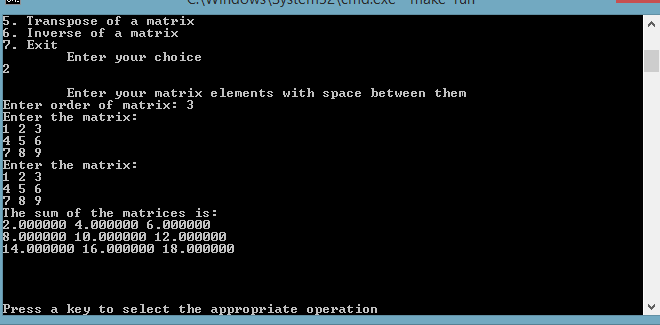 C:\Windows\System32\cmd.exe - make run
5. Transpose of a matrix
6. Inverse of a matrix
7. Exit
Enter your choice
2
Enter your matrix elements with space between them
Enter order of matrix: 3
Enter the matrix:
1 2 3
4 5 6
7 8 9
Enter the matrix:
1 2 3
4 5 6
7 8 9
The sum of the matrices is:
2.000000 4.000000 6.000000
8.000000 10.000000 12.000000
14.000000 16.000000 18.000000
Press a key to select the appropriate operation